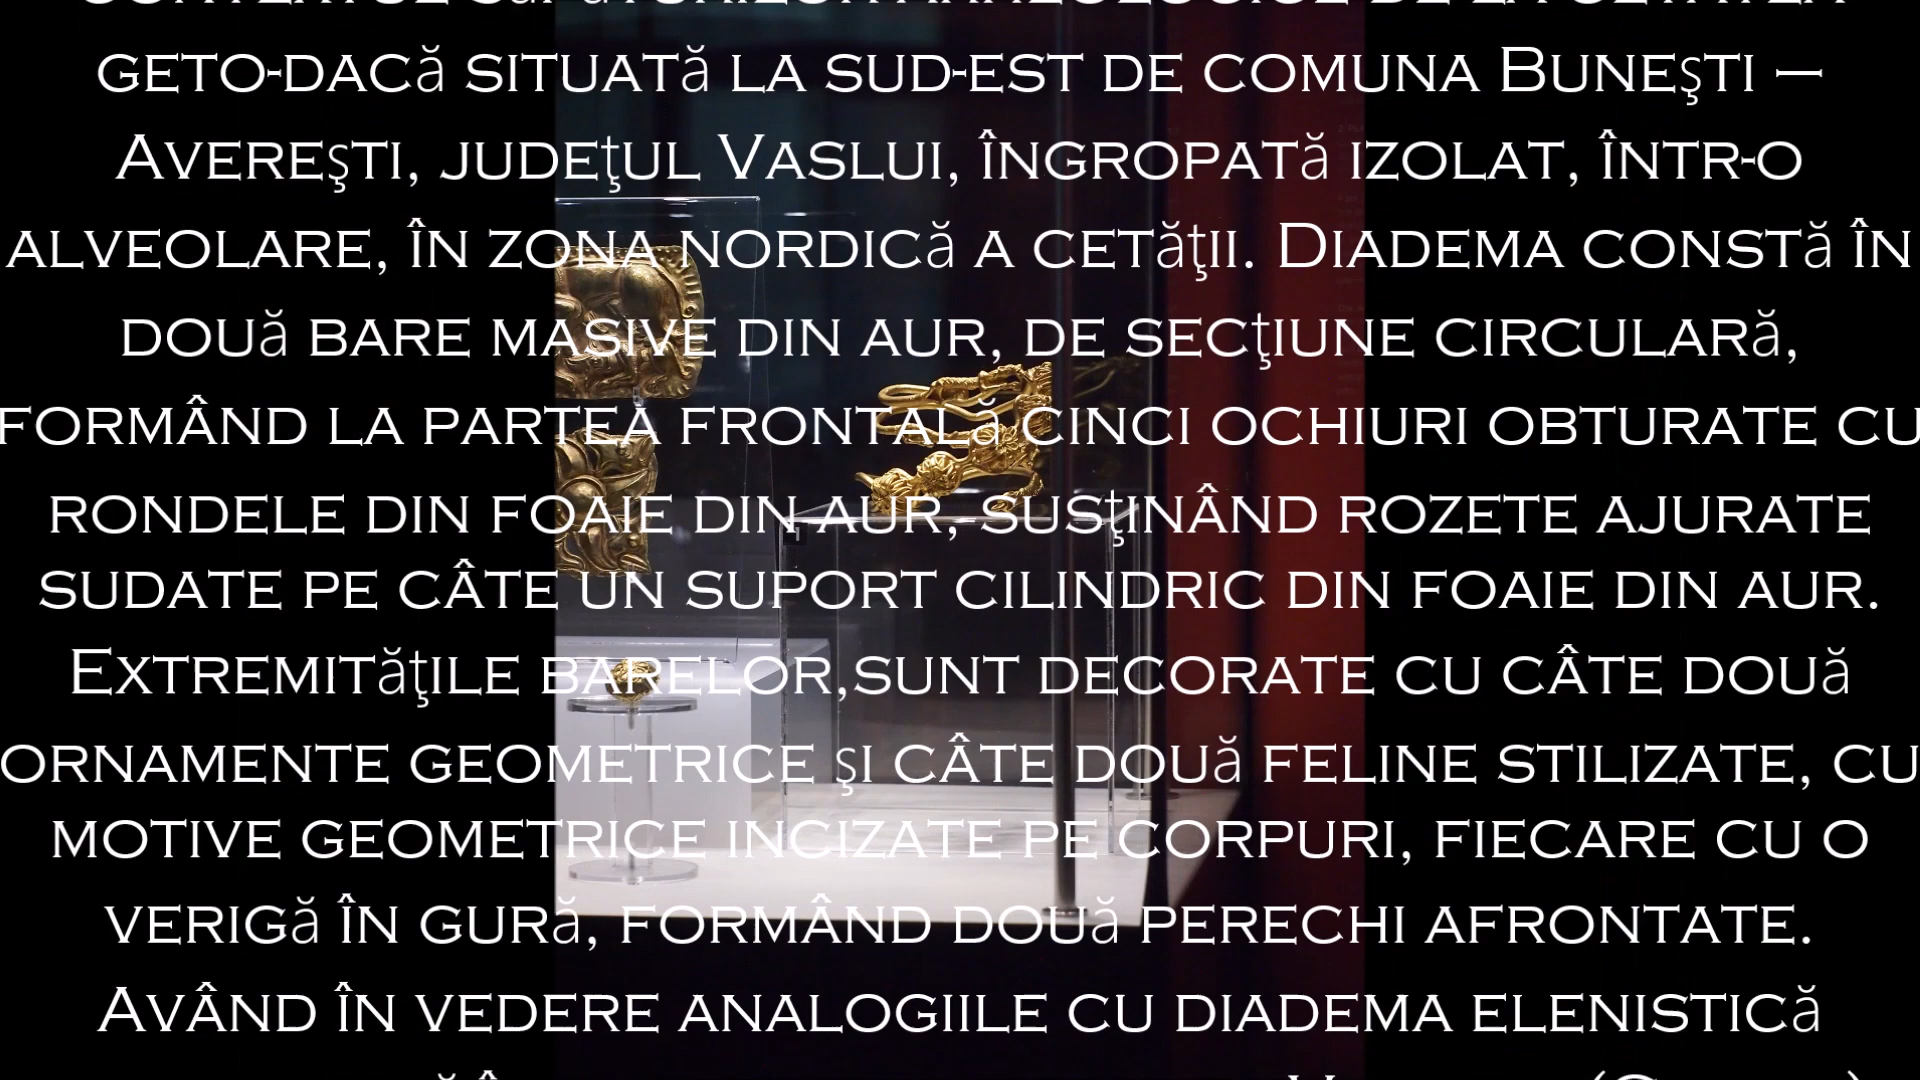 GETO-DACă SITUATă LA SUD-EST DE COMUNA BUNEşTI –
AVEREşTI, JUDEţUL VASLUI, ÎNGROPATă IZOLAT, ÎNTR-O
ALVEOLARE, ÎN ZONA NORDICă A CETăţII. DIADEMA CONSTă ÎN
DOUă BARE MASIVE DIN AUR, DE SECţIUNE CIRCULARă,
FORMÂND LA PARTEA FRONTALă CINCI OCHIURI OBTURATE CU
RONDELE DIN FOAIE DIN AUR, SUSţINÂND ROZETE AJURATE
SUDATE PE CÂTE UN SUPORT CILINDRIC DIN FOAIE DIN AUR.
EXTREMITăţILE BARELOR,SUNT DECORATE CU CÂTE DOUă
ORNAMENTE GEOMETRICE şI CÂTE DOUă FELINE STILIZATE, CU
MOTIVE GEOMETRICE INCIZATE PE CORPURI, FIECARE CU O
VERIGă ÎN GURă, FORMÂND DOUă PERECHI AFRONTATE.
AVÂND ÎN VEDERE ANALOGIILE CU DIADEMA ELENISTICă